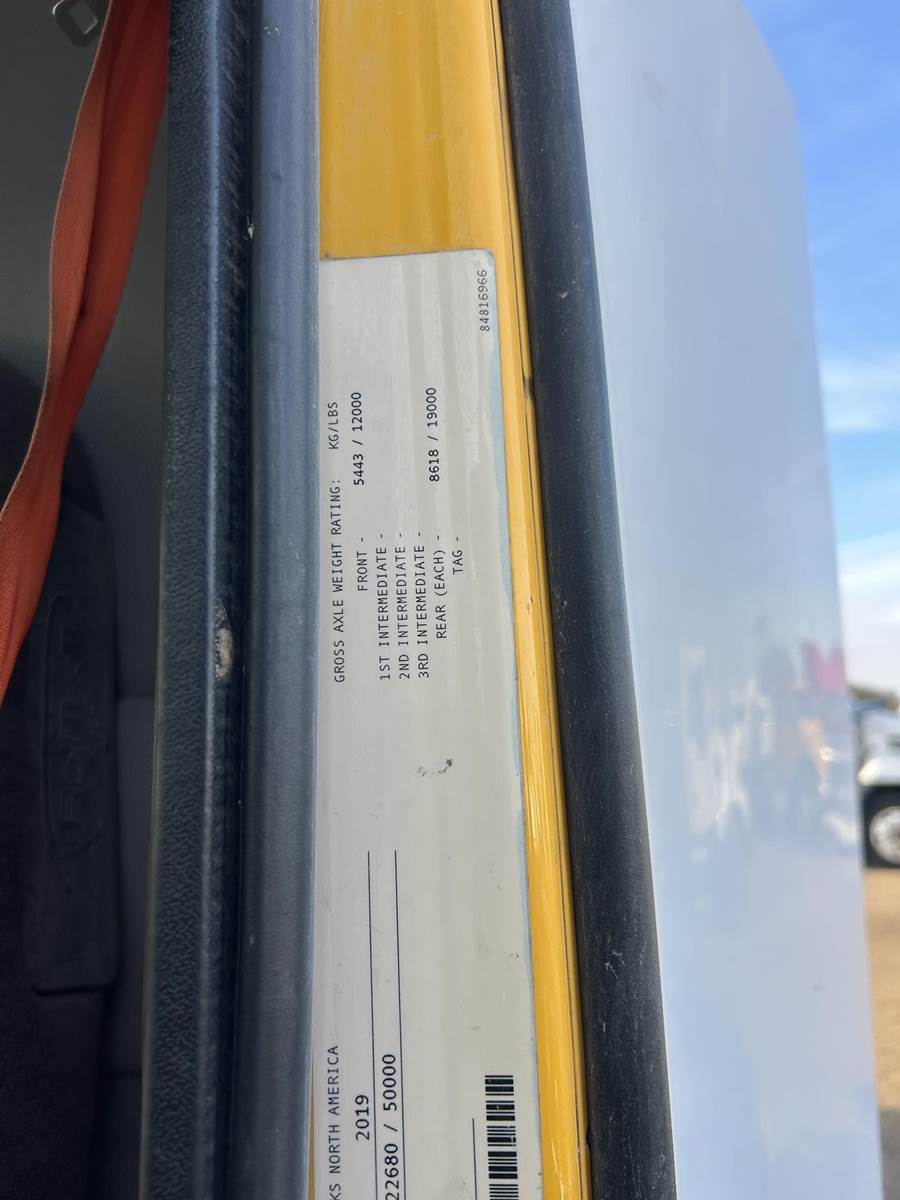 KS NORTH AMERICA
2019
22680 / 50000
GROSS AXLE WEIGHT RATING: KG/LBS
FRONT - 5443 / 12000
1ST INTERMEDIATE -
2ND INTERMEDIATE -
3RD INTERMEDIATE -
REAR (EACH) - 8618 / 19000
TAG -
84816966